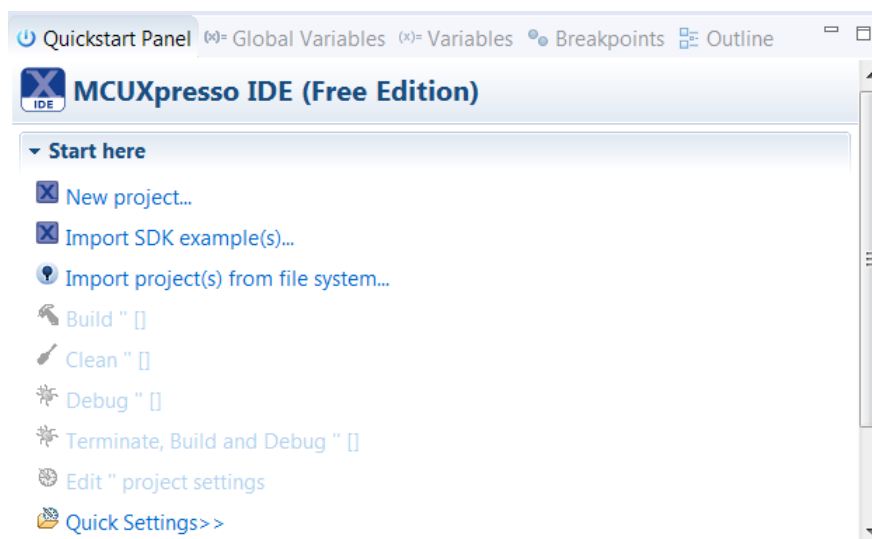 Quickstart Panel (x)= Global Variables (x)= Variables Breakpoints Outline
IDE MCUXpresso IDE (Free Edition)
Start here
New project...
Import SDK example(s)...
Import project(s) from file system...
Build '' []
Clean '' []
Debug '' []
Terminate, Build and Debug '' []
Edit '' project settings
Quick Settings>>